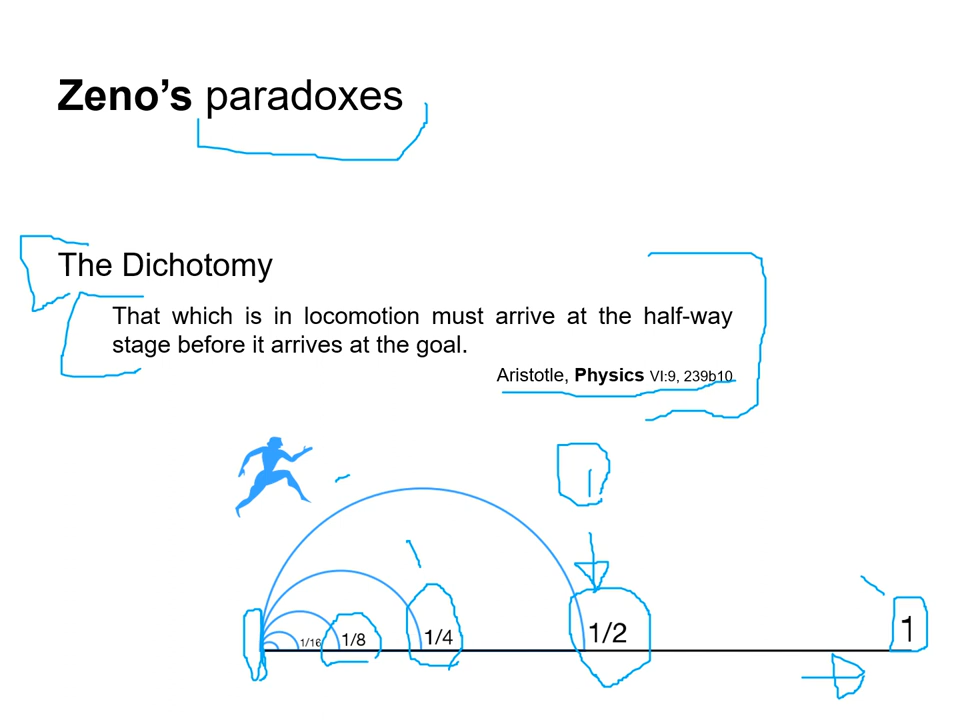 Zeno's paradoxes
The Dichotomy
That which is in locomotion must arrive at the half-way
stage before it arrives at the goal.
Aristotle, Physics VI:9, 239b10
1/16 1/8 1/4 1/2 1